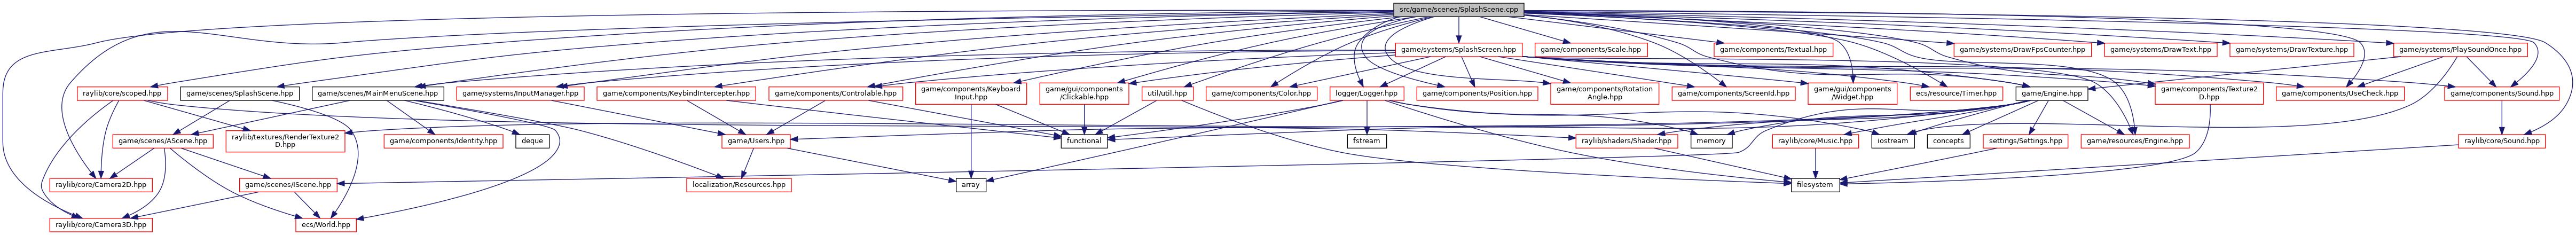 src/game/scenes/SplashScene.cpp
game/systems/SplashScreen.hpp
game/components/Scale.hpp
game/components/Textual.hpp
game/systems/DrawFpsCounter.hpp
game/systems/DrawText.hpp
game/systems/DrawTexture.hpp
game/systems/PlaySoundOnce.hpp
raylib/core/scoped.hpp
game/scenes/SplashScene.hpp
game/scenes/MainMenuScene.hpp
game/systems/InputManager.hpp
game/components/KeybindIntercepter.hpp
game/components/Controlable.hpp
game/components/Keyboard
Input.hpp
game/gui/components
/Clickable.hpp
util/util.hpp
game/components/Color.hpp
logger/Logger.hpp
game/components/Position.hpp
game/components/Rotation
Angle.hpp
game/components/ScreenId.hpp
game/gui/components
/Widget.hpp
ecs/resource/Timer.hpp
game/Engine.hpp
game/components/Texture2
D.hpp
game/components/UseCheck.hpp
game/components/Sound.hpp
game/scenes/AScene.hpp
raylib/textures/RenderTexture2
D.hpp
game/components/Identity.hpp
deque
game/Users.hpp
functional
fstream
raylib/shaders/Shader.hpp
memory
raylib/core/Music.hpp
iostream
concepts
settings/Settings.hpp
game/resources/Engine.hpp
raylib/core/Sound.hpp
raylib/core/Camera2D.hpp
game/scenes/IScene.hpp
localization/Resources.hpp
array
filesystem
raylib/core/Camera3D.hpp
ecs/World.hpp